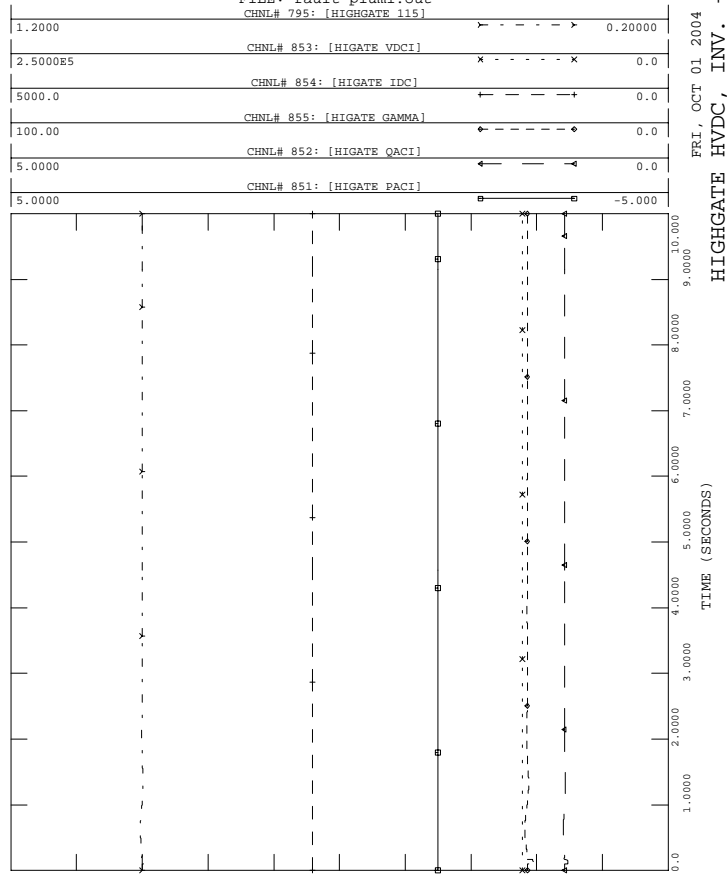 CHNL# 795: [HIGHGATE 115]
1.2000 0.20000
CHNL# 853: [HIGATE VDCI]
2.5000E5 0.0
CHNL# 854: [HIGATE IDC]
5000.0 0.0
CHNL# 855: [HIGATE GAMMA]
100.00 0.0
CHNL# 852: [HIGATE QACI]
5.0000 0.0
CHNL# 851: [HIGATE PACI]
5.0000 -5.000
FRI, OCT 01 2004
HIGHGATE HVDC, INV.
10.000
9.0000
8.0000
7.0000
6.0000
5.0000
4.0000
3.0000
2.0000
1.0000
0.0
TIME (SECONDS)